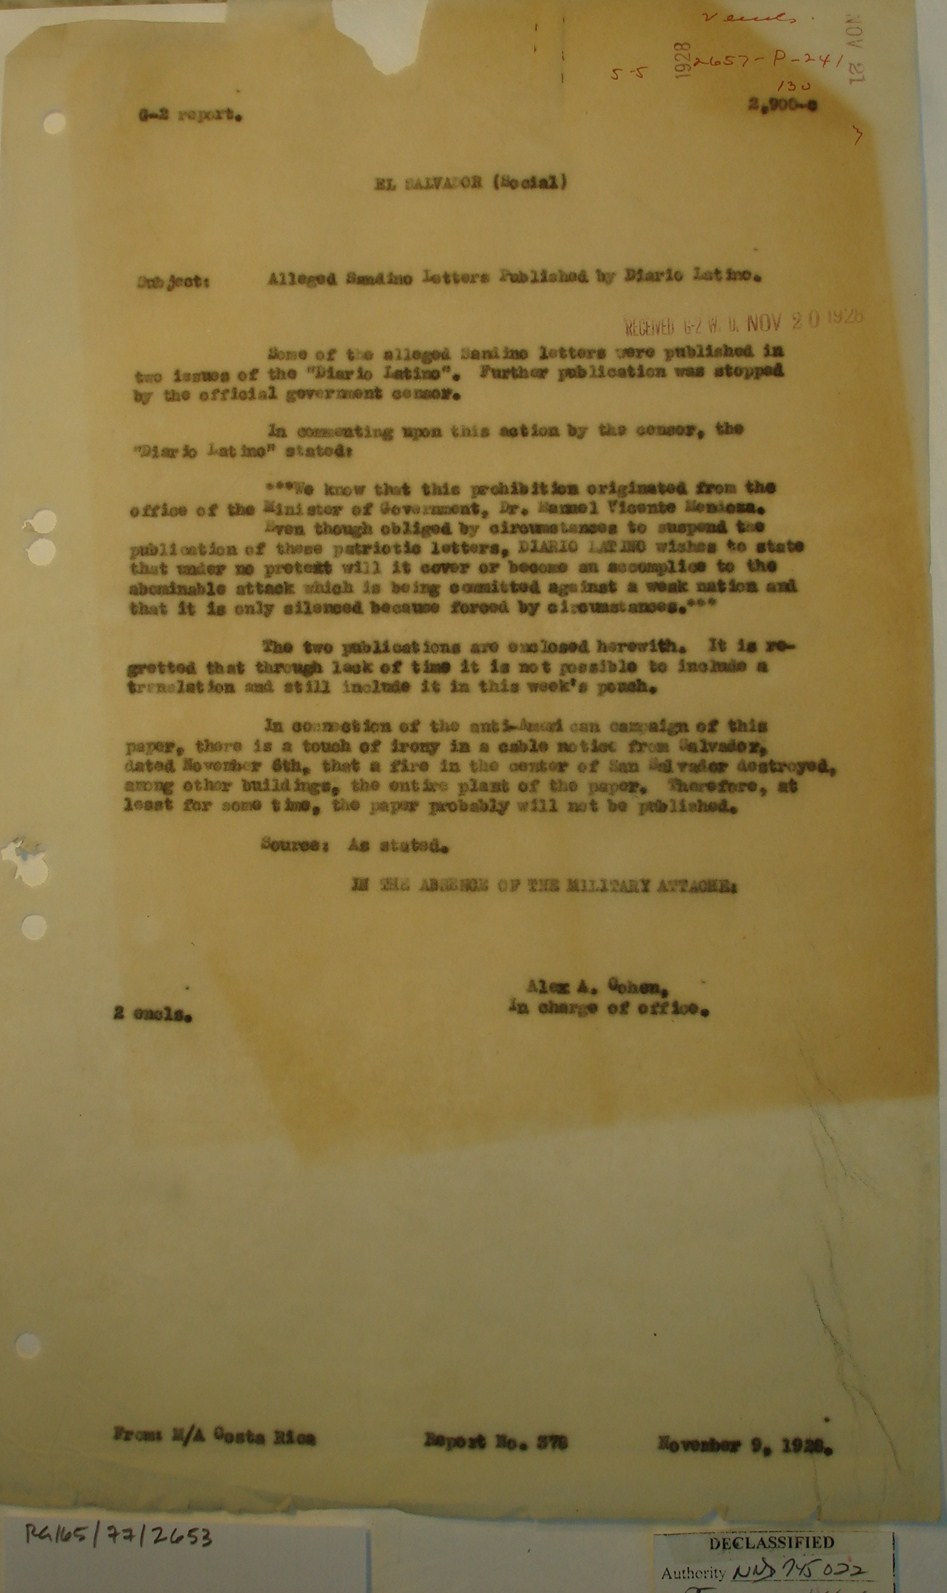 NOV 21
1928
2657-P-241
5-5
130
G-2 report.
2,900-c
EL SALVADOR (Social)
Subject: Alleged Sandino Letters Published by Diario Latino.
RECEIVED G-2 W. D. NOV 20 1928
Some of the alleged Sandino letters were published in
two issues of the "Diario Latino". Further publication was stopped
by the official government censor.
In commenting upon this action by the censor, the
"Diario Latino" stated:
"***We know that this prohibition originated from the
office of the Minister of Government, Dr. Manuel Vicente Mendoza.
Even though obliged by circumstances to suspend the
publication of these patriotic letters, DIARIO LATINO wishes to state
that under no pretext will it cover or become an accomplice to the
abominable attack which is being committed against a weak nation and
that it is only silenced because forced by circumstances.***
The two publications are enclosed herewith. It is re-
gretted that through lack of time it is not possible to include a
translation and still include it in this week's pouch.
In connection of the anti-American campaign of this
paper, there is a touch of irony in a cable notice from Salvador,
dated November 6th, that a fire in the center of San Salvador destroyed,
among other buildings, the entire plant of the paper. Therefore, at
least for some time, the paper probably will not be published.
Source: As stated.
IN THE ABSENCE OF THE MILITARY ATTACHE:
Alex A. Cohen,
In charge of office.
2 encls.
From: M/A Costa Rica Report No. 378 November 9, 1928.
RG165/77/2653
DECLASSIFIED
Authority NND 745022